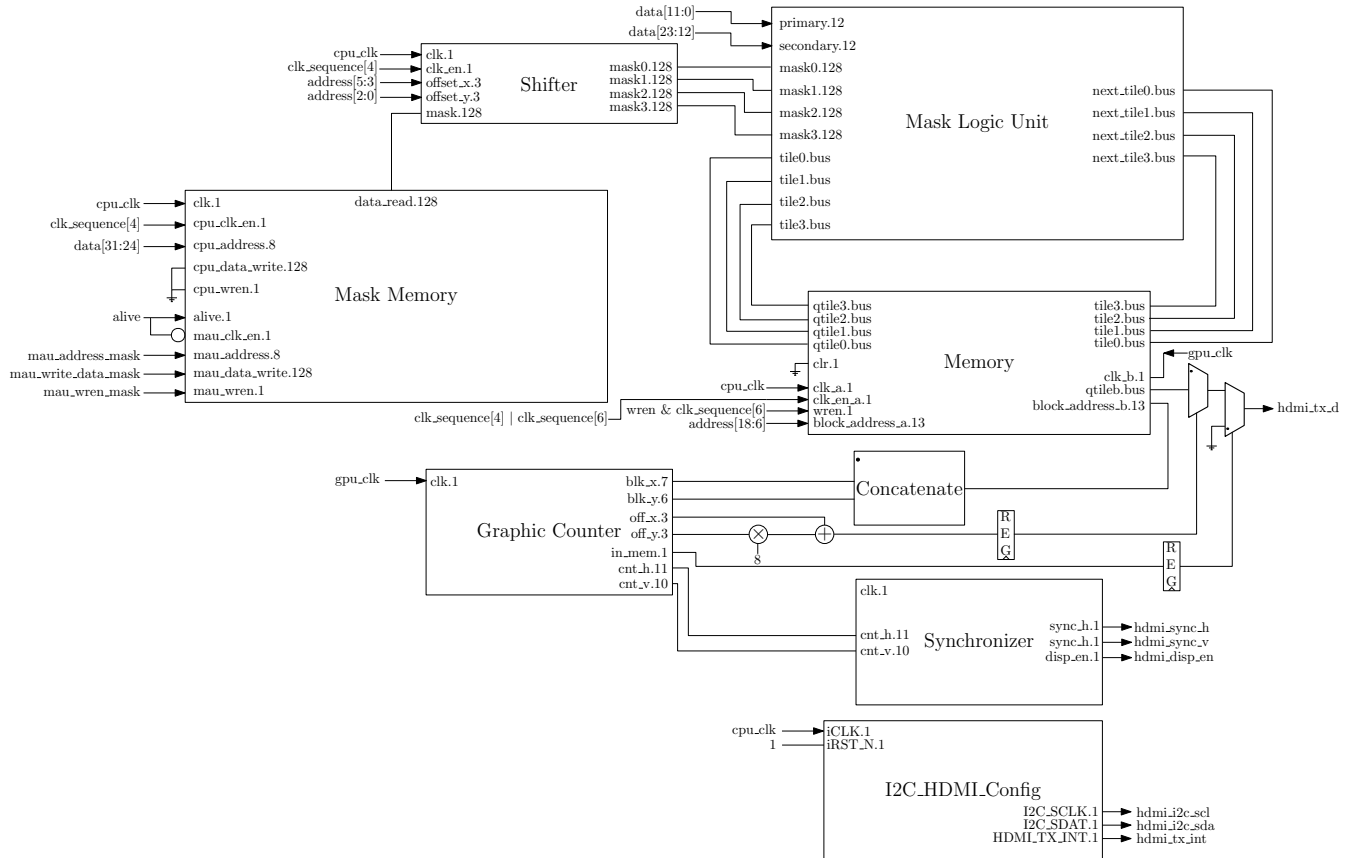 data[11:0]
data[23:12]
primary.12
secondary.12
mask0.128
mask1.128
mask2.128
mask3.128
tile0.bus
tile1.bus
tile2.bus
tile3.bus
Mask Logic Unit
next_tile0.bus
next_tile1.bus
next_tile2.bus
next_tile3.bus
cpu_clk
clk_sequence[4]
address[5:3]
address[2:0]
clk.1
clk_en.1
offset_x.3
offset_y.3
mask.128
Shifter
mask0.128
mask1.128
mask2.128
mask3.128
cpu_clk
clk_sequence[4]
data[31:24]
alive
mau_address_mask
mau_write_data_mask
mau_wren_mask
data_read.128
clk.1
cpu_clk_en.1
cpu_address.8
cpu_data_write.128
cpu_wren.1
alive.1
mau_clk_en.1
mau_address.8
mau_data_write.128
mau_wren.1
Mask Memory
qtile3.bus
qtile2.bus
qtile1.bus
qtile0.bus
clr.1
clk_a.1
clk_en_a.1
wren.1
block_address_a.13
Memory
tile3.bus
tile2.bus
tile1.bus
tile0.bus
clk_b.1
qtileb.bus
block_address_b.13
gpu_clk
cpu_clk
clk_sequence[4] | clk_sequence[6]
wren & clk_sequence[6]
address[18:6]
hdmi_tx_d
gpu_clk
clk.1
Graphic Counter
blk_x.7
blk_y.6
off_x.3
off_y.3
in_mem.1
cnt_h.11
cnt_v.10
Concatenate
8
R
E
G
R
E
G
clk.1
cnt_h.11
cnt_v.10
Synchronizer
sync_h.1
sync_h.1
disp_en.1
hdmi_sync_h
hdmi_sync_v
hdmi_disp_en
cpu_clk
1
iCLK.1
iRST_N.1
I2C_HDMI_Config
I2C_SCLK.1
I2C_SDAT.1
HDMI_TX_INT.1
hdmi_i2c_scl
hdmi_i2c_sda
hdmi_tx_int